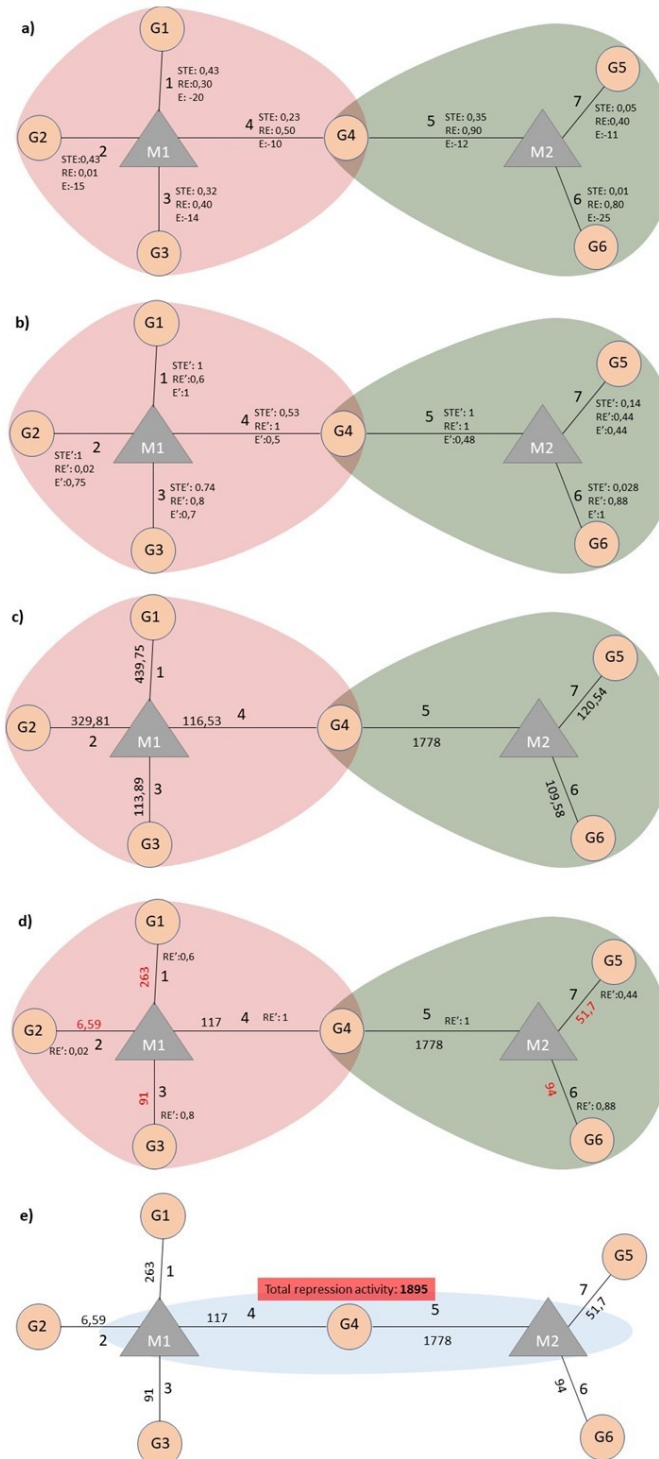 a)
G1
1
STE: 0,43
RE:0,30
E: -20
G2
2
STE:0,43
RE: 0,01
E:-15
M1
3
STE: 0,32
RE: 0,40
E:-14
G3
4
STE: 0,23
RE: 0,50
E:-10
G4
5
STE: 0,35
RE: 0,90
E:-12
M2
G5
7
STE: 0,05
RE:0,40
E:-11
6
STE: 0,01
RE: 0,80
E:-25
G6
b)
G1
1
STE': 1
RE':0,6
E':1
G2
2
STE':1
RE': 0,02
E':0,75
M1
3
STE': 0.74
RE': 0,8
E':0,7
G3
4
STE': 0,53
RE': 1
E':0,5
G4
5
STE': 1
RE': 1
E':0,48
M2
G5
7
STE': 0,14
RE':0,44
E':0,44
6
STE': 0,028
RE': 0,88
E':1
G6
c)
G1
439,75
1
G2
329,81
2
M1
113,89
3
G3
116,53
4
G4
5
1778
M2
G5
7
120,54
6
109,58
G6
d)
G1
RE':0,6
263
1
G2
6,59
RE': 0,02
2
M1
91
3
RE': 0,8
G3
117
4
RE': 1
G4
5
RE': 1
1778
M2
G5
7
RE':0,44
51,7
94
6
RE': 0,88
G6
e)
G1
263
1
Total repression activity: 1895
G2
6,59
2
M1
91
3
G3
117
4
G4
5
1778
M2
G5
7
51,7
94
6
G6